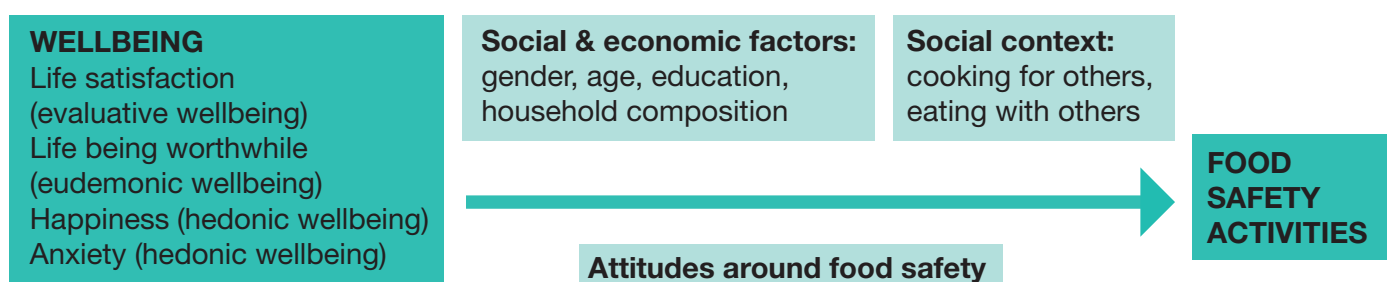 WELLBEING
Life satisfaction
(evaluative wellbeing)
Life being worthwhile
(eudemonic wellbeing)
Happiness (hedonic wellbeing)
Anxiety (hedonic wellbeing)
Social & economic factors:
gender, age, education,
household composition
Social context:
cooking for others,
eating with others
Attitudes around food safety
FOOD
SAFETY
ACTIVITIES